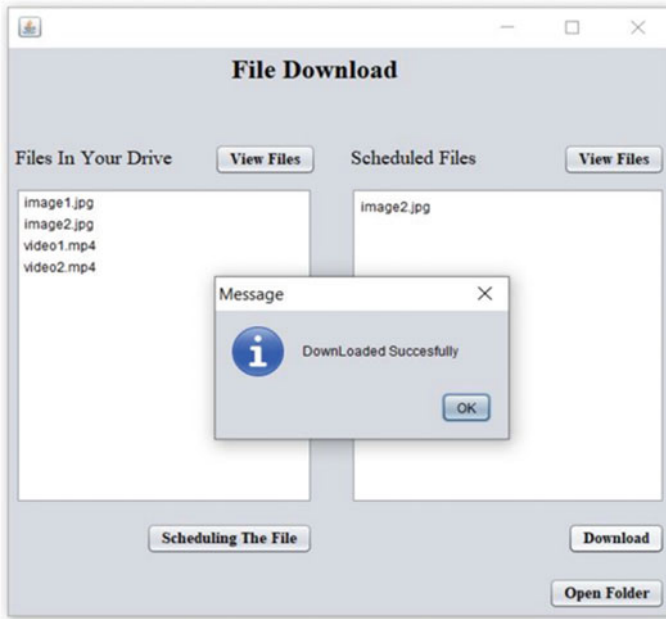 File Download
Files In Your Drive
View Files
Scheduled Files
View Files
image1.jpg
image2.jpg
video1.mp4
video2.mp4
image2.jpg
Message
DownLoaded Succesfully
OK
Scheduling The File
Download
Open Folder